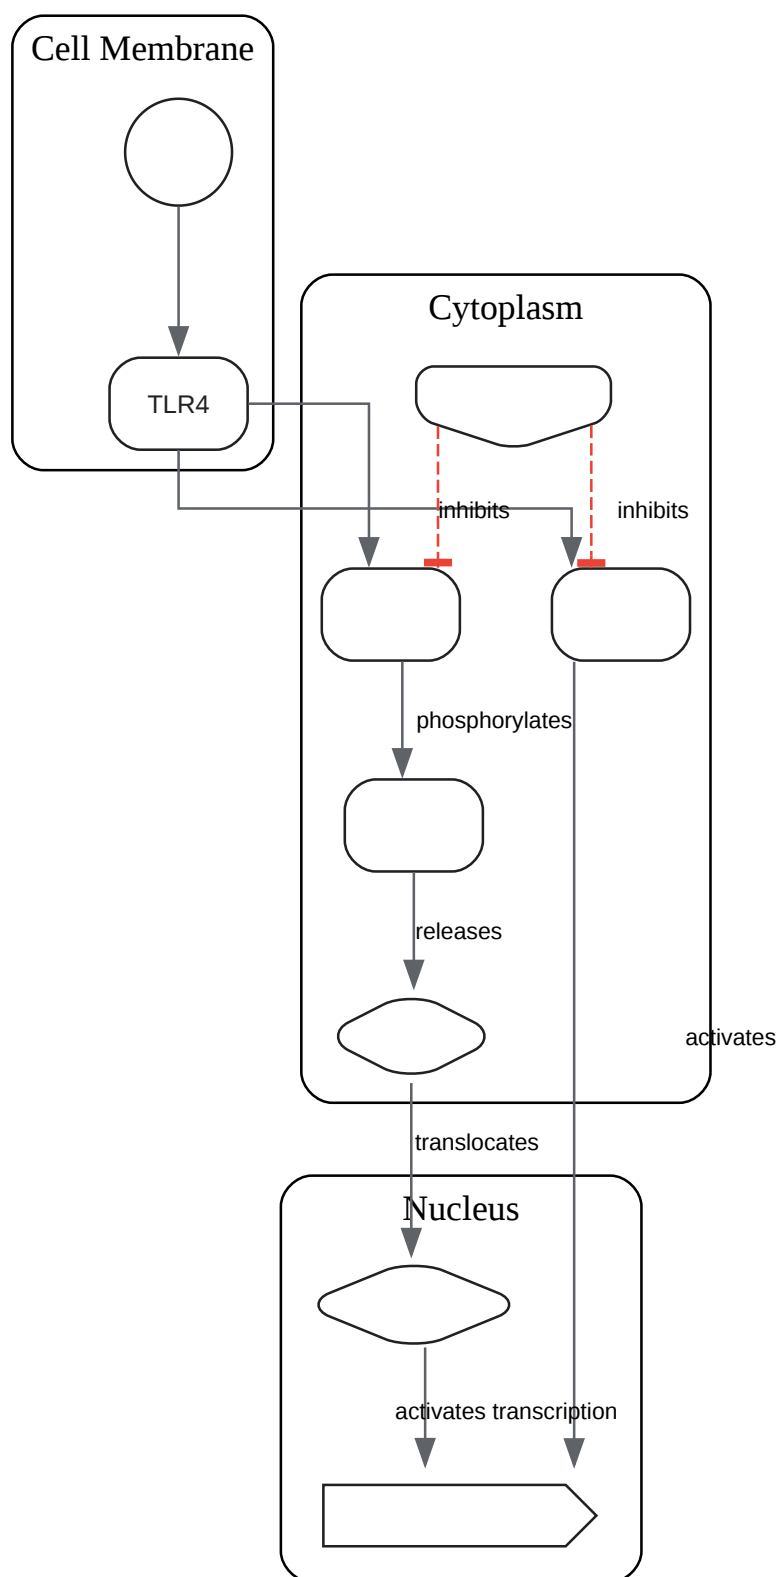 Cell Membrane
TLR4
Cytoplasm
inhibits
inhibits
phosphorylates
releases
activates
translocates
Nucleus
activates transcription